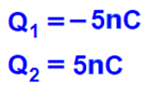 Q₁ = – 5nC
Q₂ = 5nC